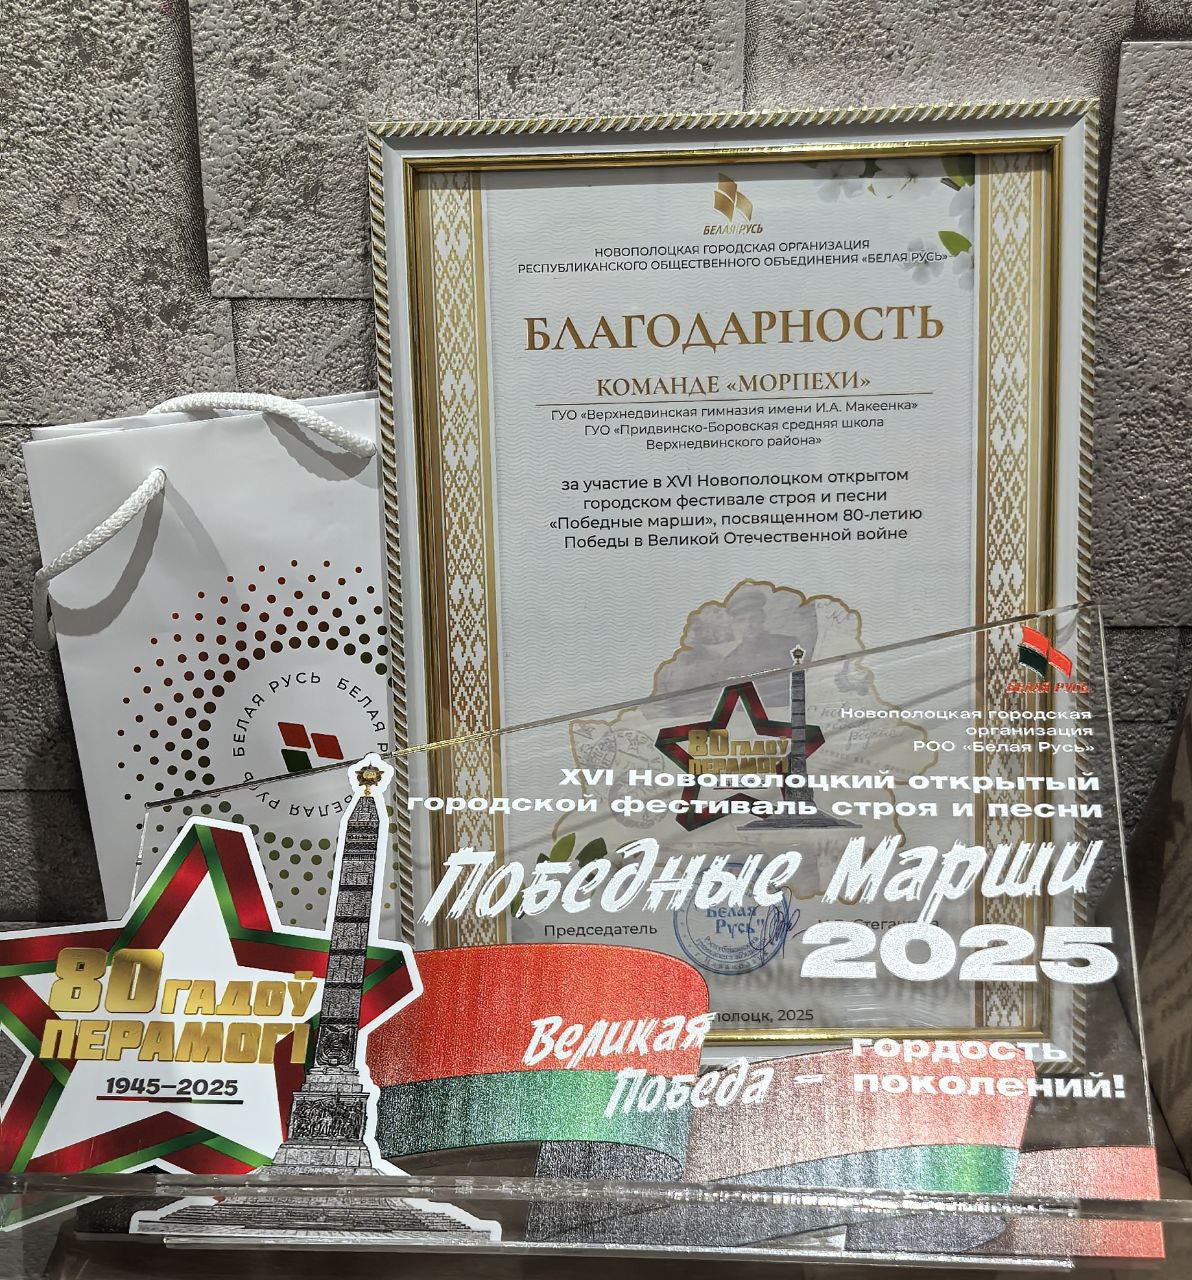 БЕЛАЯ РУСЬ
НОВОПОЛОЦКАЯ ГОРОДСКАЯ ОРГАНИЗАЦИЯ
РЕСПУБЛИКАНСКОГО ОБЩЕСТВЕННОГО ОБЪЕДИНЕНИЯ «БЕЛАЯ РУСЬ»
БЛАГОДАРНОСТЬ
КОМАНДЕ «МОРПЕХИ»
ГУО «Верхнедвинская гимназия имени И.А. Макеенка»
ГУО «Придвинско-Боровская средняя школа
Верхнедвинского района»
за участие в XVI Новополоцком открытом
городском фестивале строя и песни
«Победные марши», посвященном 80-летию
Победы в Великой Отечественной войне
80 ГАДОЎ
ПЕРАМОГІ
Председатель
Белая
Русь"
2025
БЕЛАЯ РУСЬ БЕЛАЯ
БЕЛАЯ РУСЬ
Новополоцкая городская
организация
РОО «Белая Русь»
XVI Новополоцкий открытый
городской фестиваль строя и песни
Победные Марши
2025
Великая
Победа – гордость
поколений!
80 ГАДОЎ
ПЕРАМОГІ
1945–2025